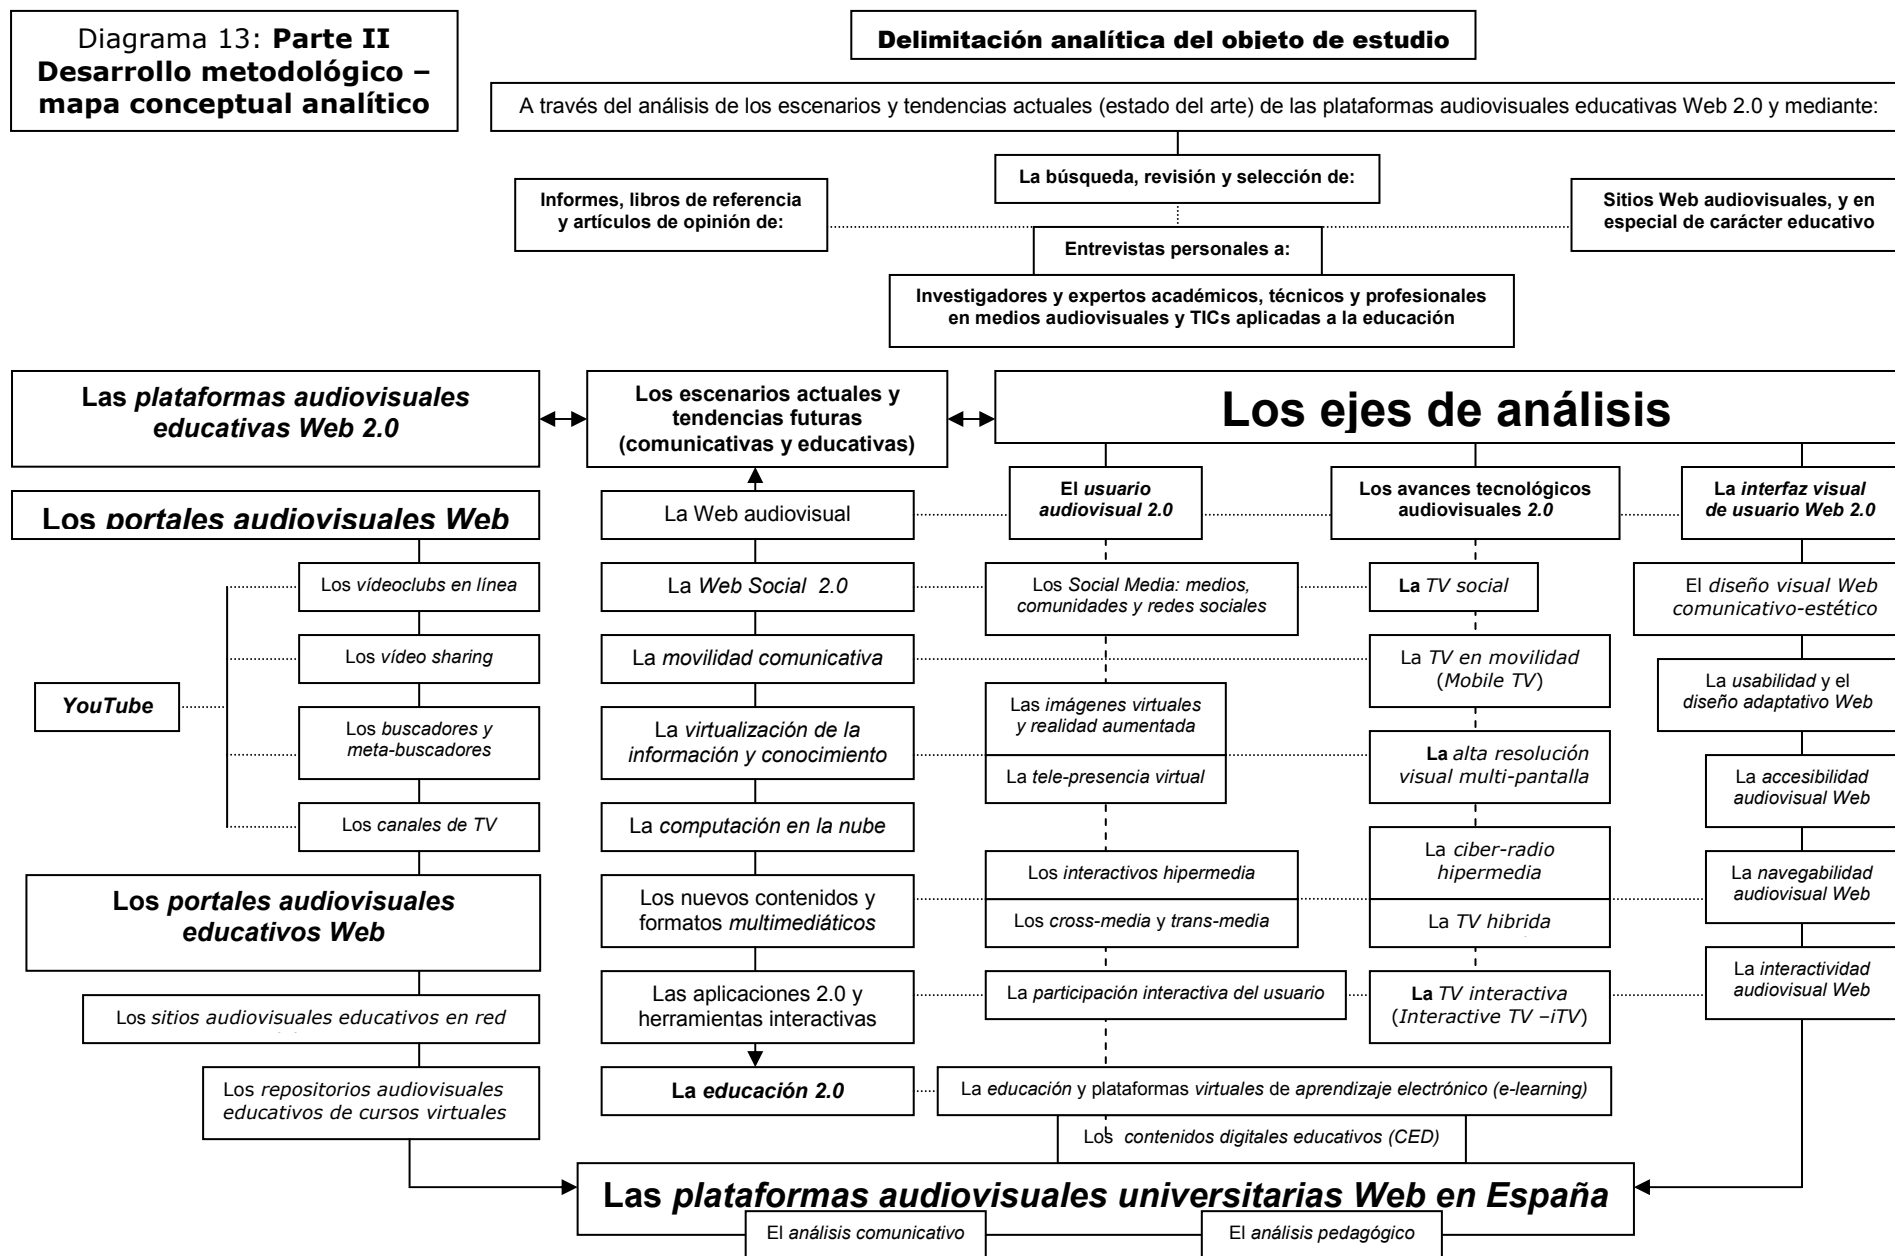 Diagrama 13: Parte II
Desarrollo metodológico –
mapa conceptual analítico
Delimitación analítica del objeto de estudio
A través del análisis de los escenarios y tendencias actuales (estado del arte) de las plataformas audiovisuales educativas Web 2.0 y mediante:
La búsqueda, revisión y selección de:
Informes, libros de referencia
y artículos de opinión de:
Sitios Web audiovisuales, y en
especial de carácter educativo
Entrevistas personales a:
Investigadores y expertos académicos, técnicos y profesionales
en medios audiovisuales y TICs aplicadas a la educación
Las plataformas audiovisuales
educativas Web 2.0
Los escenarios actuales y
tendencias futuras
(comunicativas y educativas)
Los ejes de análisis
Los portales audiovisuales Web
Los vídeoclubs en línea
Los vídeo sharing
YouTube
Los buscadores y
meta-buscadores
Los canales de TV
Los portales audiovisuales
educativos Web
Los sitios audiovisuales educativos en red
Los repositorios audiovisuales
educativos de cursos virtuales
La Web audiovisual
La Web Social 2.0
La movilidad comunicativa
La virtualización de la
información y conocimiento
La computación en la nube
Los nuevos contenidos y
formatos multimediáticos
Las aplicaciones 2.0 y
herramientas interactivas
La educación 2.0
El usuario
audiovisual 2.0
Los Social Media: medios,
comunidades y redes sociales
Las imágenes virtuales
y realidad aumentada
La tele-presencia virtual
Los interactivos hipermedia
Los cross-media y trans-media
La participación interactiva del usuario
La educación y plataformas virtuales de aprendizaje electrónico (e-learning)
Los contenidos digitales educativos (CED)
Los avances tecnológicos
audiovisuales 2.0
La TV social
La TV en movilidad
(Mobile TV)
La alta resolución
visual multi-pantalla
La ciber-radio
hipermedia
La TV hibrida
La TV interactiva
(Interactive TV –iTV)
La interfaz visual
de usuario Web 2.0
El diseño visual Web
comunicativo-estético
La usabilidad y el
diseño adaptativo Web
La accesibilidad
audiovisual Web
La navegabilidad
audiovisual Web
La interactividad
audiovisual Web
Las plataformas audiovisuales universitarias Web en España
El análisis comunicativo
El análisis pedagógico